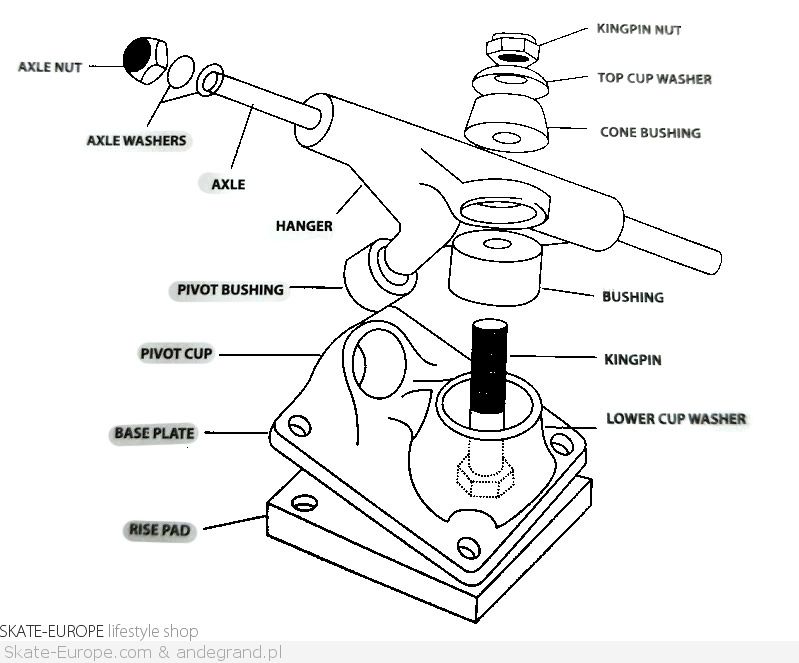 KINGPIN NUT
AXLE NUT
TOP CUP WASHER
AXLE WASHERS
CONE BUSHING
AXLE
HANGER
PIVOT BUSHING
BUSHING
PIVOT CUP
KINGPIN
BASE PLATE
LOWER CUP WASHER
RISE PAD
SKATE-EUROPE lifestyle shop
Skate-Europe.com & andegrand.pl